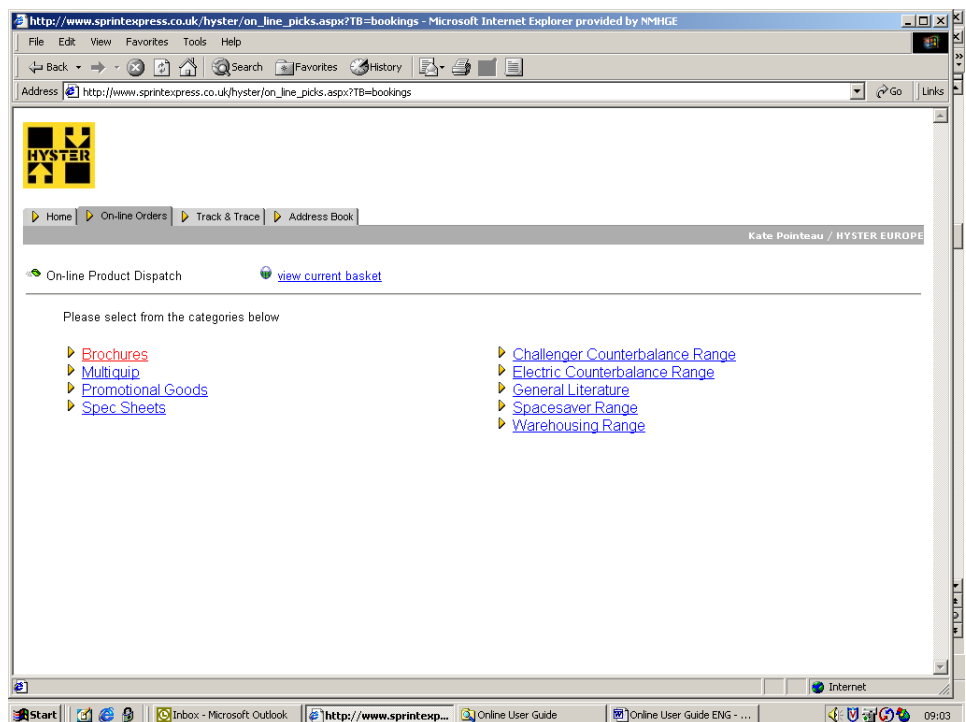 http://www.sprintexpress.co.uk/hyster/on_line_picks.aspx?TB=bookings - Microsoft Internet Explorer provided by NMHGE
File Edit View Favorites Tools Help
Back Search Favorites History
Address http://www.sprintexpress.co.uk/hyster/on_line_picks.aspx?TB=bookings Go Links
HYSTER
Home On-line Orders Track & Trace Address Book
Kate Pointeau / HYSTER EUROPE
On-line Product Dispatch view current basket
Please select from the categories below
Brochures
Multiquip
Promotional Goods
Spec Sheets
Challenger Counterbalance Range
Electric Counterbalance Range
General Literature
Spacesaver Range
Warehousing Range
Internet
Start Inbox - Microsoft Outlook http://www.sprintexp... Online User Guide Online User Guide ENG - ... 09:03